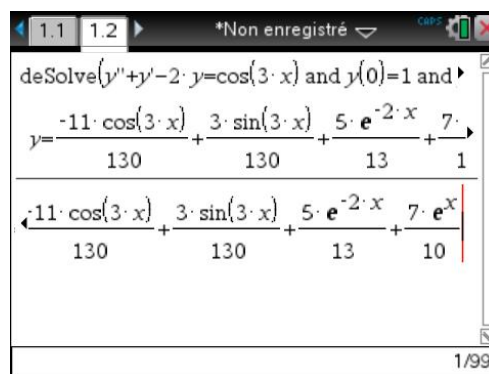 1.1 1.2 *Non enregistré CAPS
deSolve(y''+y'-2·y=cos(3·x) and y(0)=1 and
y=-11·cos(3·x)/130+3·sin(3·x)/130+5·e^-2·x/13+7·/1
-11·cos(3·x)/130+3·sin(3·x)/130+5·e^-2·x/13+7·e^x/10
1/99